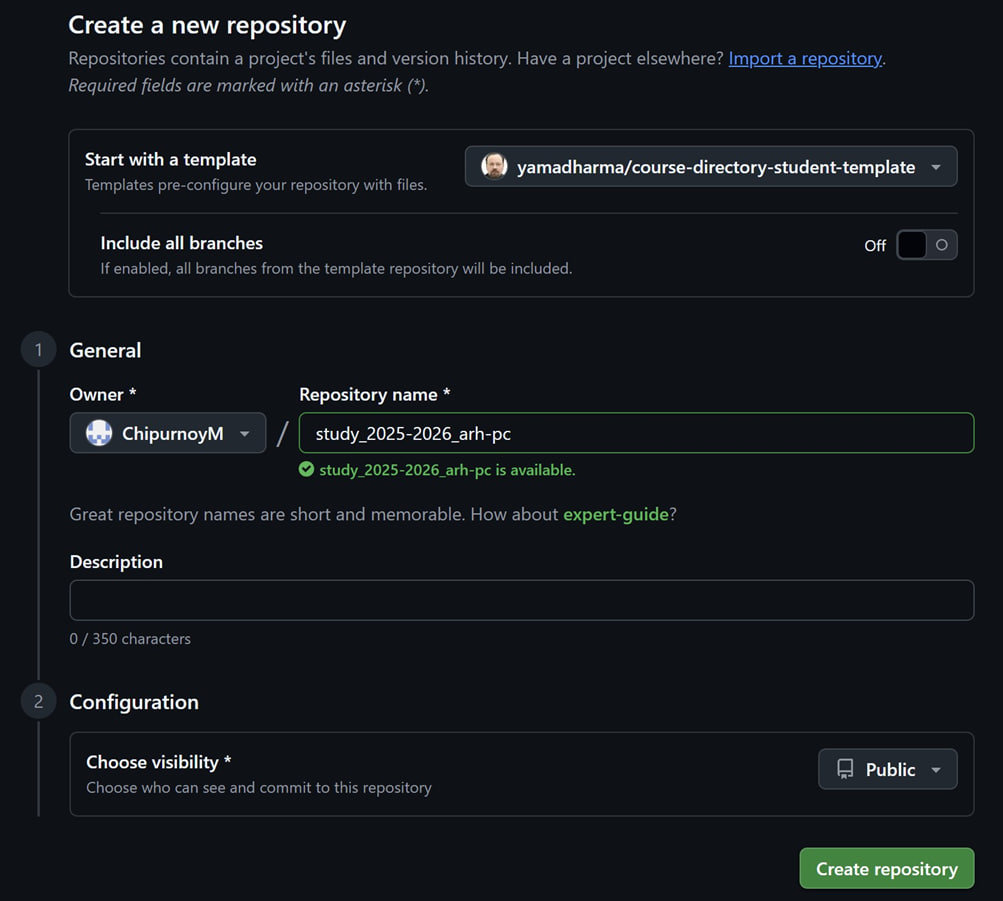 Create a new repository
Repositories contain a project's files and version history. Have a project elsewhere? Import a repository.
Required fields are marked with an asterisk (*).
Start with a template
Templates pre-configure your repository with files.
yamadharma/course-directory-student-template
Include all branches
If enabled, all branches from the template repository will be included.
Off
1
General
Owner *
Repository name *
ChipurnoyM
/
study_2025-2026_arh-pc
study_2025-2026_arh-pc is available.
Great repository names are short and memorable. How about expert-guide?
Description
0 / 350 characters
2
Configuration
Choose visibility *
Choose who can see and commit to this repository
Public
Create repository